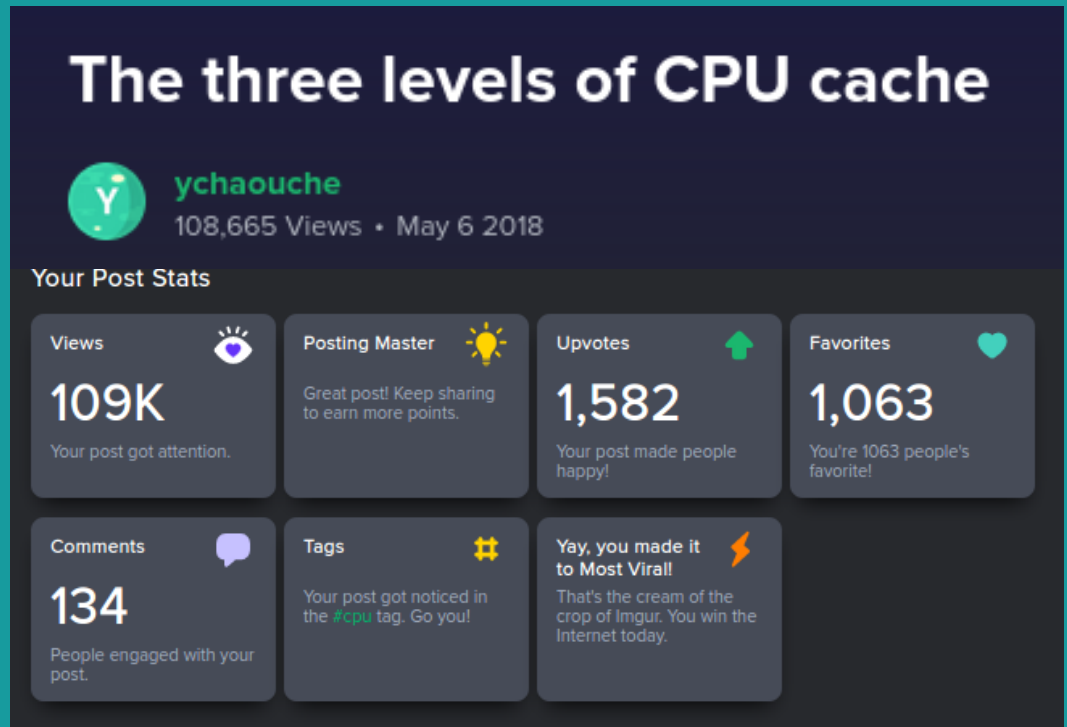 The three levels of CPU cache
Y
ychaouche
108,665 Views • May 6 2018
Your Post Stats
Views
109K
Your post got attention.
Posting Master
Great post! Keep sharing
to earn more points.
Upvotes
1,582
Your post made people
happy!
Favorites
1,063
You're 1063 people's
favorite!
Comments
134
People engaged with your
post.
Tags
Your post got noticed in
the #cpu tag. Go you!
Yay, you made it
to Most Viral!
That's the cream of the
crop of Imgur. You win the
Internet today.